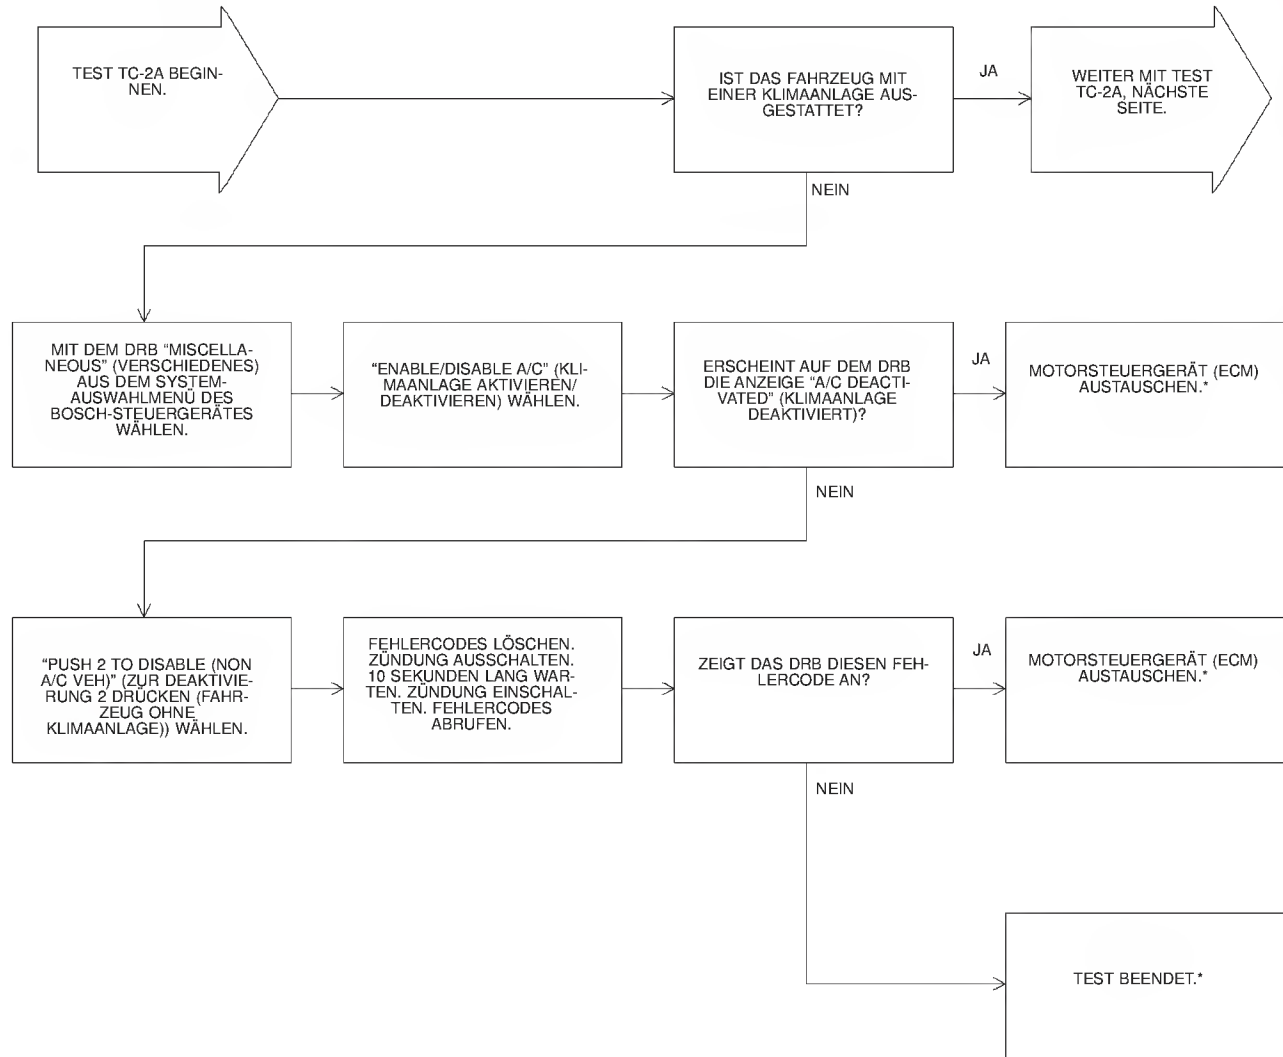 TEST TC-2A BEGIN-
NEN.
IST DAS FAHRZEUG MIT
EINER KLIMAANLAGE AUS-
GESTATTET?
JA
WEITER MIT TEST
TC-2A, NÄCHSTE
SEITE.
NEIN
MIT DEM DRB “MISCELLA-
NEOUS” (VERSCHIEDENES)
AUS DEM SYSTEM-
AUSWAHLMENÜ DES
BOSCH-STEUERGERÄTES
WÄHLEN.
“ENABLE/DISABLE A/C” (KLI-
MAANLAGE AKTIVIEREN/
DEAKTIVIEREN) WÄHLEN.
ERSCHEINT AUF DEM DRB
DIE ANZEIGE “A/C DEACTI-
VATED” (KLIMAANLAGE
DEAKTIVIERT)?
JA
MOTORSTEUERGERÄT (ECM)
AUSTAUSCHEN.*
NEIN
“PUSH 2 TO DISABLE (NON
A/C VEH)” (ZUR DEAKTIVIE-
RUNG 2 DRÜCKEN (FAHR-
ZEUG OHNE
KLIMAANLAGE)) WÄHLEN.
FEHLERCODES LÖSCHEN.
ZÜNDUNG AUSSCHALTEN.
10 SEKUNDEN LANG WAR-
TEN. ZÜNDUNG EINSCHAL-
TEN. FEHLERCODES
ABRUFEN.
ZEIGT DAS DRB DIESEN FEH-
LERCODE AN?
JA
MOTORSTEUERGERÄT (ECM)
AUSTAUSCHEN.*
NEIN
TEST BEENDET.*